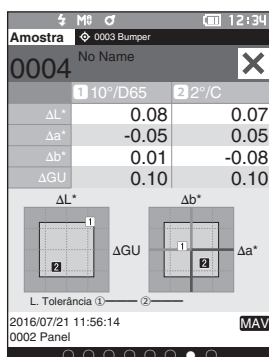 M® 12:34
Amostra 0003 Bumper
0004 No Name
1 10°/D65 2 2°/C
ΔL* 0.08 0.07
Δa* -0.05 0.05
Δb* 0.01 -0.08
ΔGU 0.10 0.10
ΔL* Δb*
1
1
ΔGU Δa*
2
2
L. Tolerância ① ②
2016/07/21 11:56:14 MAV
0002 Panel